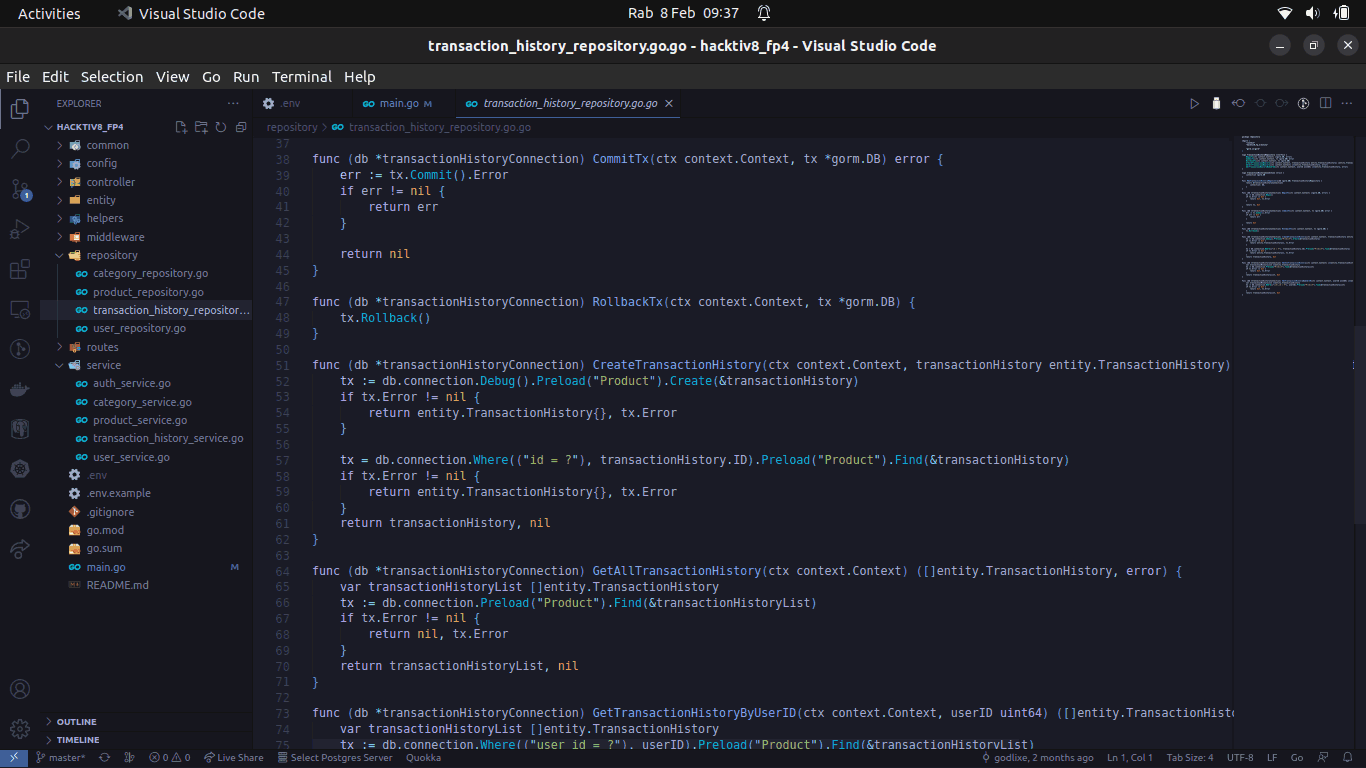 Activities
Visual Studio Code
Rab 8 Feb 09:37
transaction_history_repository.go.go - hacktiv8_fp4 - Visual Studio Code
File Edit Selection View Go Run Terminal Help
EXPLORER
.env
main.go M
transaction_history_repository.go.go
HACKTIV8_FP4
repository > transaction_history_repository.go.go
common
config
controller
entity
helpers
middleware
repository
category_repository.go
product_repository.go
transaction_history_repositor...
user_repository.go
routes
service
auth_service.go
category_service.go
product_service.go
transaction_history_service.go
user_service.go
.env
.env.example
.gitignore
go.mod
go.sum
main.go M
README.md
OUTLINE
TIMELINE
1
37
38 func (db *transactionHistoryConnection) CommitTx(ctx context.Context, tx *gorm.DB) error {
39 err := tx.Commit().Error
40 if err != nil {
41 return err
42 }
43
44 return nil
45 }
46
47 func (db *transactionHistoryConnection) RollbackTx(ctx context.Context, tx *gorm.DB) {
48 tx.Rollback()
49 }
50
51 func (db *transactionHistoryConnection) CreateTransactionHistory(ctx context.Context, transactionHistory entity.TransactionHistory)
52 tx := db.connection.Debug().Preload("Product").Create(&transactionHistory)
53 if tx.Error != nil {
54 return entity.TransactionHistory{}, tx.Error
55 }
56
57 tx = db.connection.Where(("id = ?"), transactionHistory.ID).Preload("Product").Find(&transactionHistory)
58 if tx.Error != nil {
59 return entity.TransactionHistory{}, tx.Error
60 }
61 return transactionHistory, nil
62 }
63
64 func (db *transactionHistoryConnection) GetAllTransactionHistory(ctx context.Context) ([]entity.TransactionHistory, error) {
65 var transactionHistoryList []entity.TransactionHistory
66 tx := db.connection.Preload("Product").Find(&transactionHistoryList)
67 if tx.Error != nil {
68 return nil, tx.Error
69 }
70 return transactionHistoryList, nil
71 }
72
73 func (db *transactionHistoryConnection) GetTransactionHistoryByUserID(ctx context.Context, userID uint64) ([]entity.TransactionHist
74 var transactionHistoryList []entity.TransactionHistory
75 tx := db.connection.Where(("user_id = ?"), userID).Preload("Product").Find(&transactionHistoryList)
master* 0 0 Live Share Select Postgres Server Quokka godlixe, 2 months ago Ln 1, Col 1 Tab Size: 4 UTF-8 LF Go